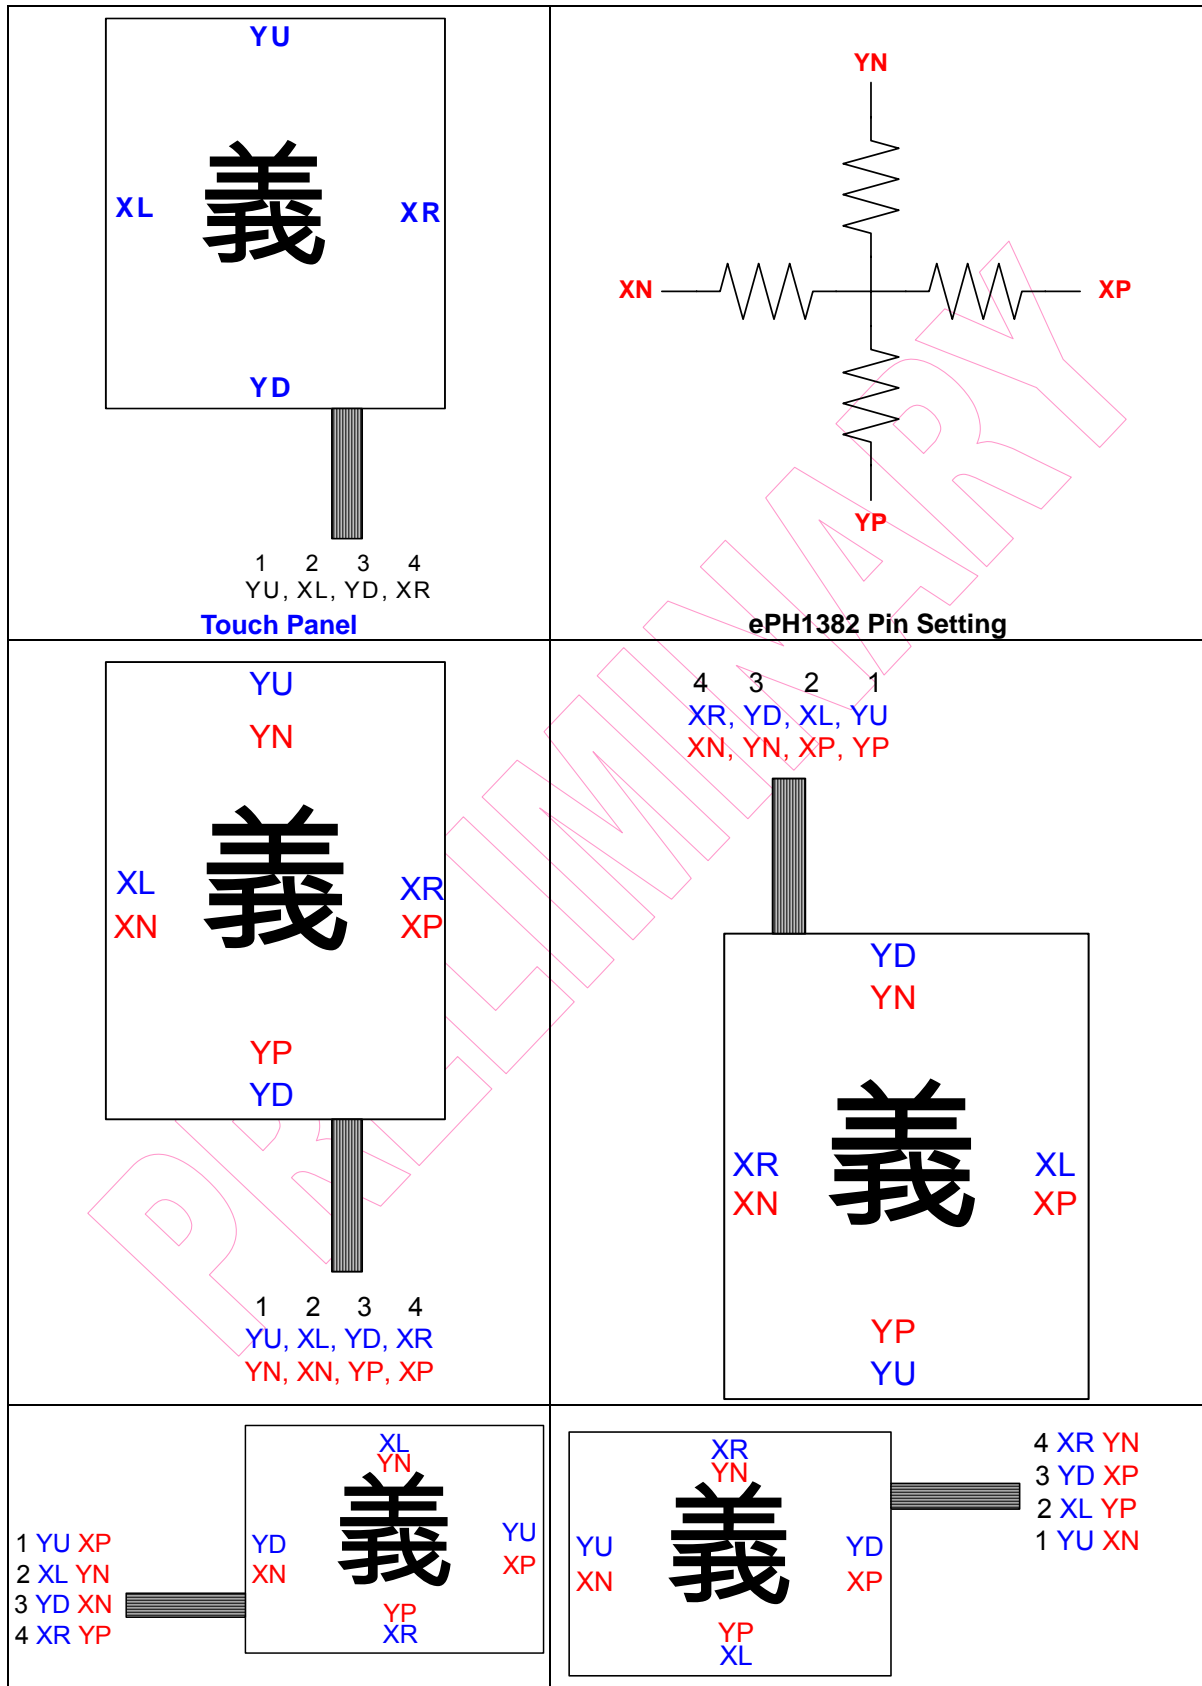 YU
義
XL
XR
YD
1 2 3 4
YU, XL, YD, XR
Touch Panel
YN
XN
XP
YP
ePH1382 Pin Setting
YU
YN
義
XL
XR
XN
XP
YP
YD
1 2 3 4
YU, XL, YD, XR
YN, XN, YP, XP
4 3 2 1
XR, YD, XL, YU
XN, YN, XP, YP
YD
YN
義
XR
XL
XN
XP
YP
YU
XL
YN
義
YD
YU
XN
XP
YP
XR
1 YU XP
2 XL YN
3 YD XN
4 XR YP
XR
YN
義
YU
YD
XN
XP
YP
XL
4 XR YN
3 YD XP
2 XL YP
1 YU XN
PRELIMINARY